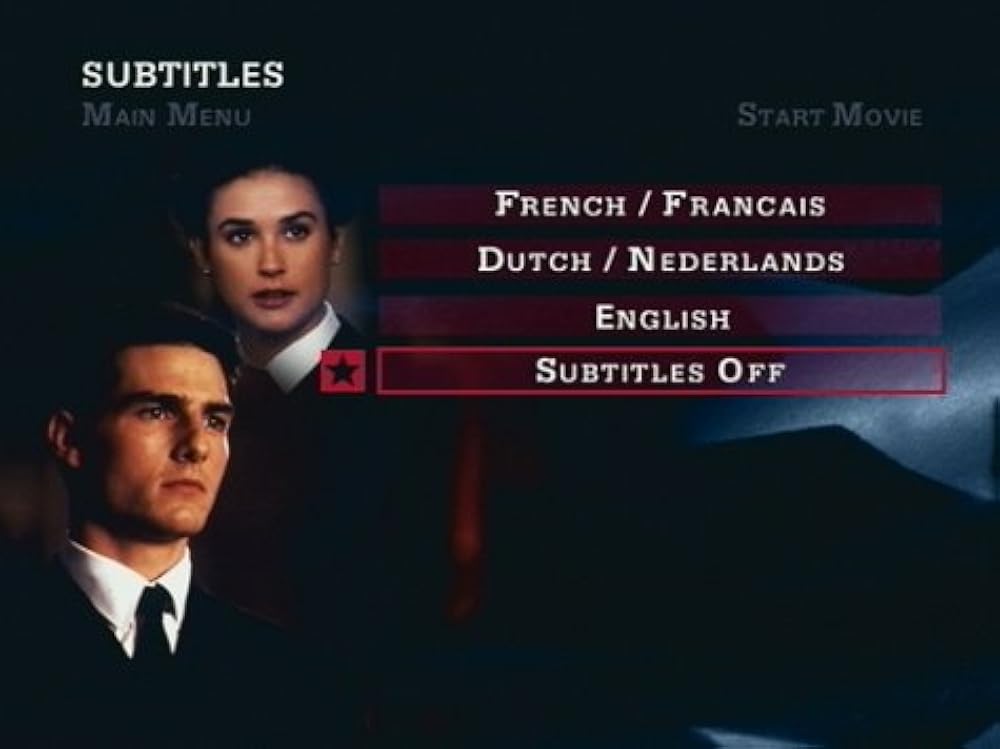 SUBTITLES
MAIN MENU
START MOVIE
FRENCH / FRANCAIS
DUTCH / NEDERLANDS
ENGLISH
SUBTITLES OFF